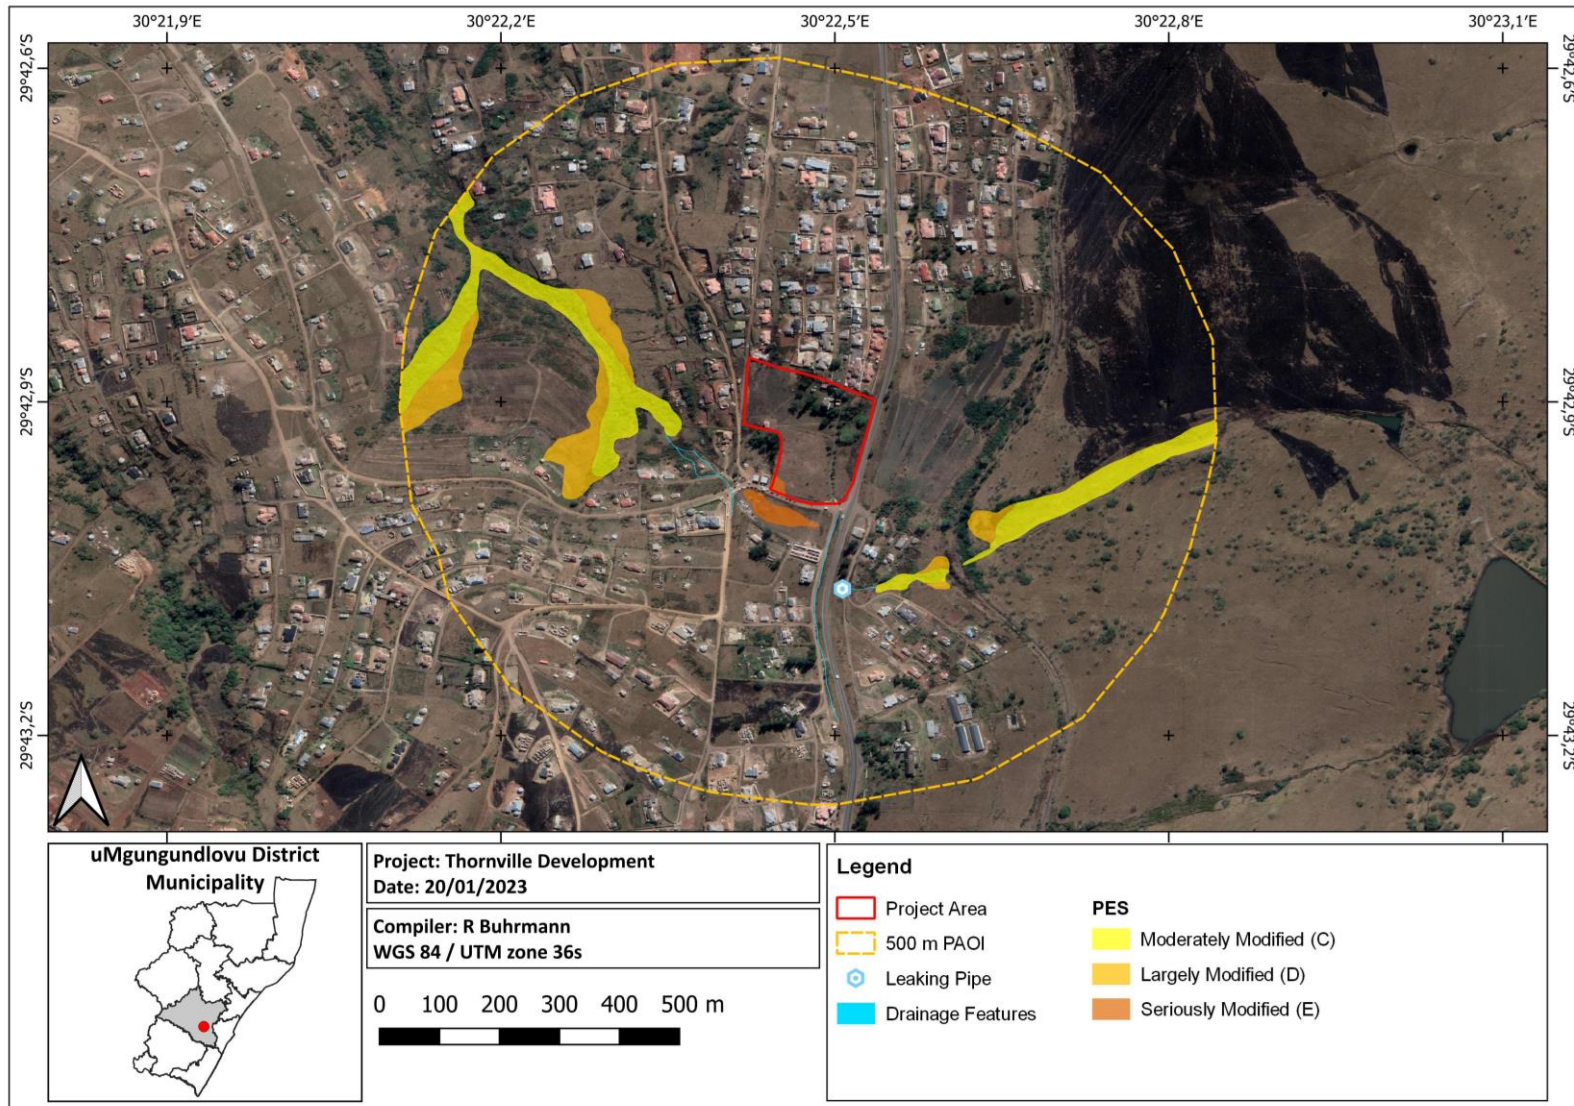 30°21,9′E 30°22,2′E 30°22,5′E 30°22,8′E 30°23,1′E
29°42,6′S 29°42,6′S
29°42,9′S 29°42,9′S
29°43,2′S 29°43,2′S
uMgungundlovu District
Municipality
Project: Thornville Development
Date: 20/01/2023
Compiler: R Buhrmann
WGS 84 / UTM zone 36s
0 100 200 300 400 500 m
Legend
Project Area
500 m PAOI
Leaking Pipe
Drainage Features
PES
Moderately Modified (C)
Largely Modified (D)
Seriously Modified (E)